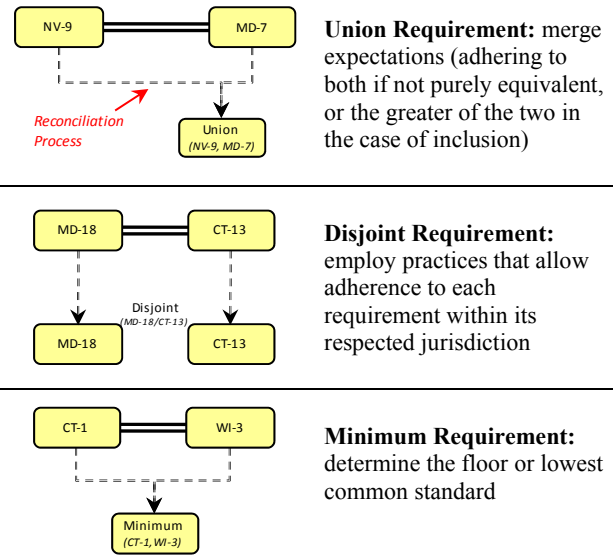 NV-9
MD-7
Reconciliation
Process
Union
(NV-9, MD-7)
Union Requirement: merge
expectations (adhering to
both if not purely equivalent,
or the greater of the two in
the case of inclusion)
MD-18
CT-13
Disjoint
(MD-18/CT-13)
MD-18
CT-13
Disjoint Requirement:
employ practices that allow
adherence to each
requirement within its
respected jurisdiction
CT-1
WI-3
Minimum
(CT-1,WI-3)
Minimum Requirement:
determine the floor or lowest
common standard